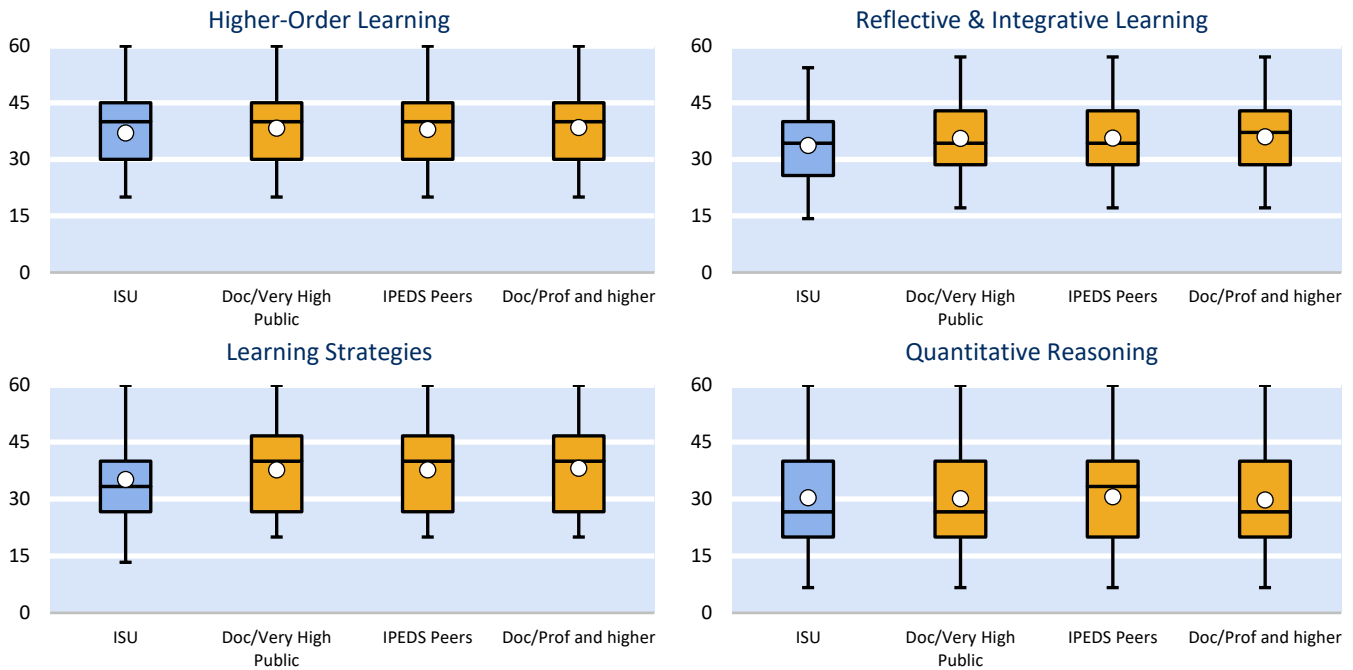 Higher-Order Learning
60
45
30
15
0
ISU
Doc/Very High
Public
IPEDS Peers
Doc/Prof and higher
Reflective & Integrative Learning
60
45
30
15
0
ISU
Doc/Very High
Public
IPEDS Peers
Doc/Prof and higher
Learning Strategies
60
45
30
15
0
ISU
Doc/Very High
Public
IPEDS Peers
Doc/Prof and higher
Quantitative Reasoning
60
45
30
15
0
ISU
Doc/Very High
Public
IPEDS Peers
Doc/Prof and higher